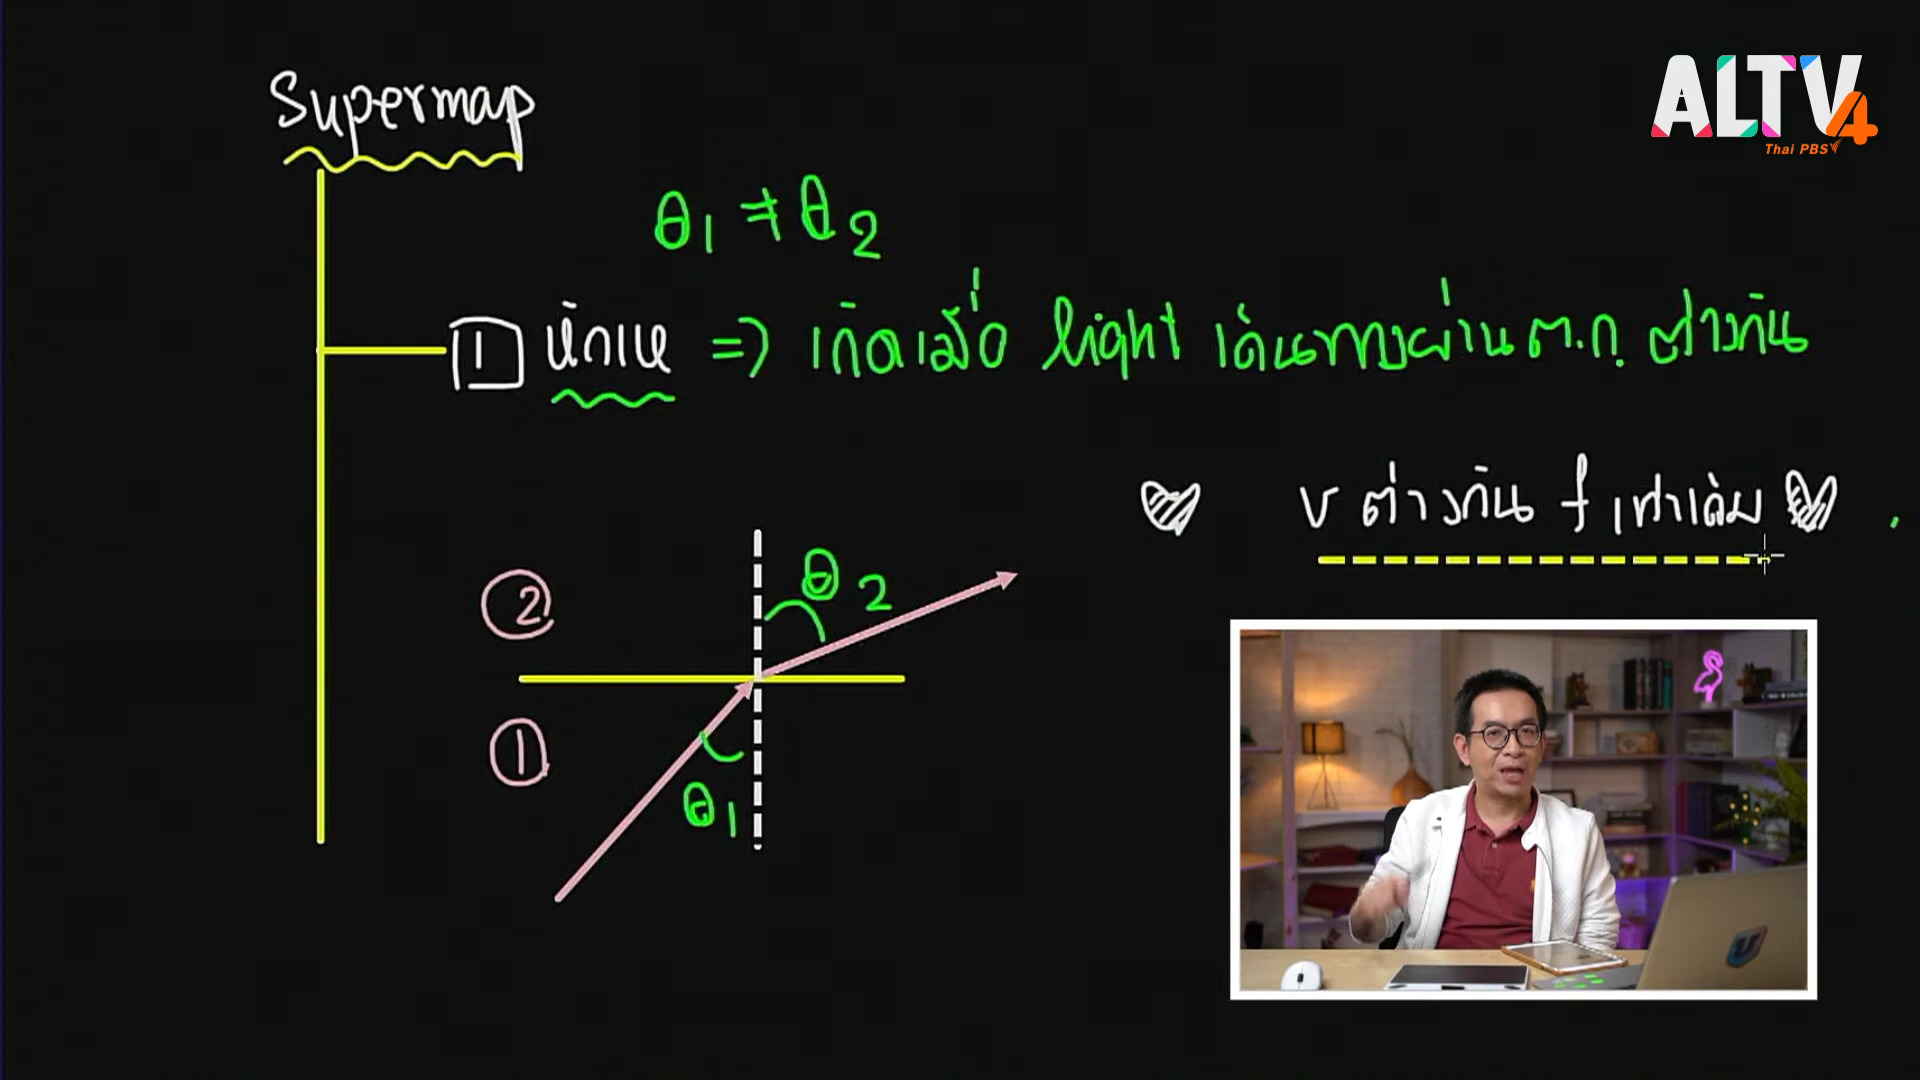 Supermap
ALTV4
Thai PBS
θ1 ≠ θ2
1 หักเห => เกิดเมื่อ light เดินทางผ่าน ต.ก. ต่างกัน
v ต่างกัน f เท่าเดิม
2
θ2
1
θ1